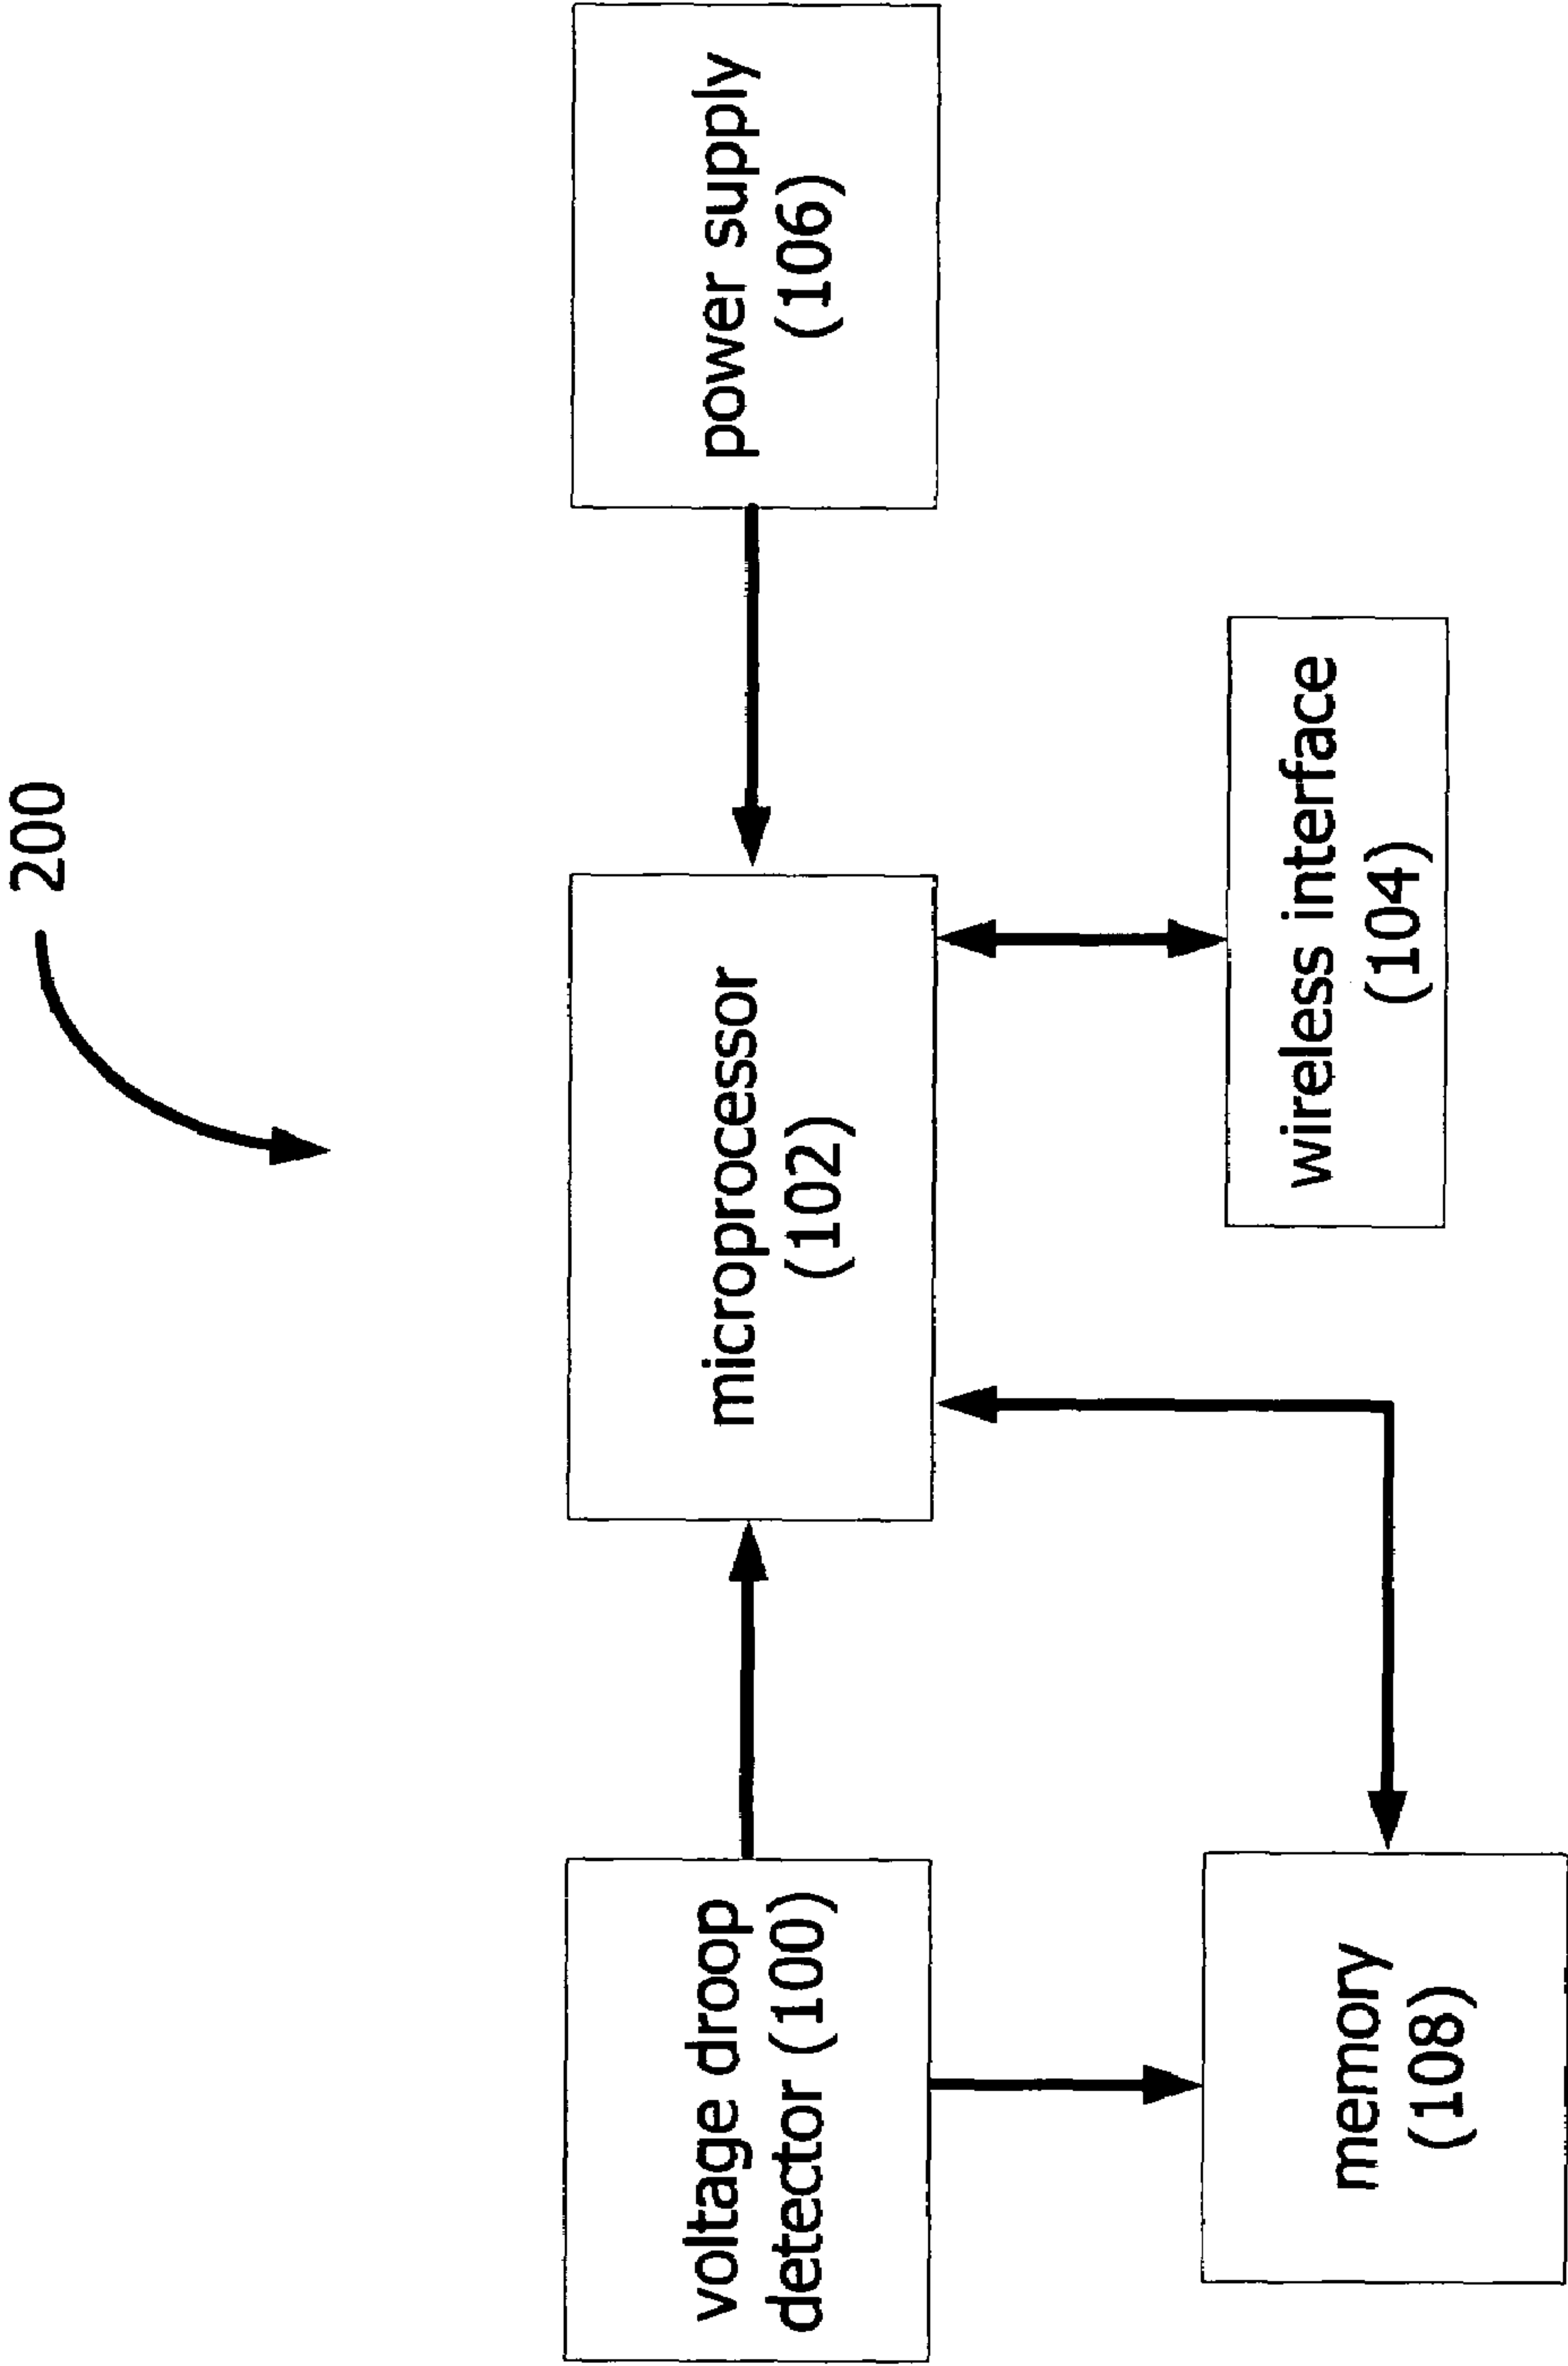 200
voltage droop
detector (100)
microprocessor
(102)
power supply
(106)
memory
(108)
wireless interface
(104)